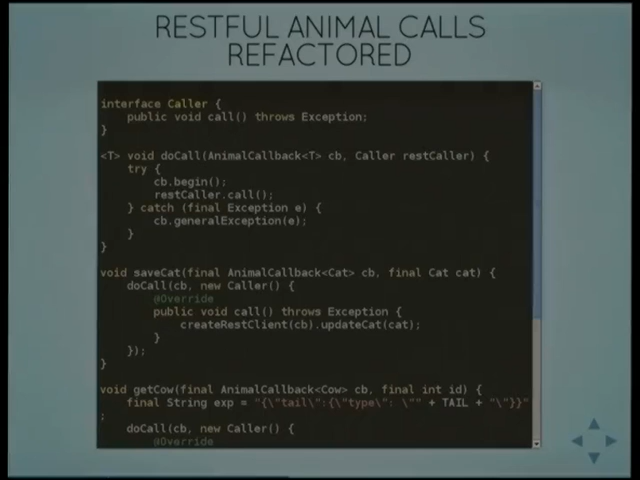 RESTFUL ANIMAL CALLS
REFACTORED
interface Caller {
    public void call() throws Exception;
}
<T> void doCall(AnimalCallback<T> cb, Caller restCaller) {
    try {
        cb.begin();
        restCaller.call();
    } catch (final Exception e) {
        cb.generalException(e);
    }
}
void saveCat(final AnimalCallback<Cat> cb, final Cat cat) {
    doCall(cb, new Caller() {
        @Override
        public void call() throws Exception {
            createRestClient(cb).updateCat(cat);
        }
    });
}
void getCow(final AnimalCallback<Cow> cb, final int id) {
    final String exp = "{\"tail\":{\"type\": \"" + TAIL + "\"}}"
;
    doCall(cb, new Caller() {
        @Override